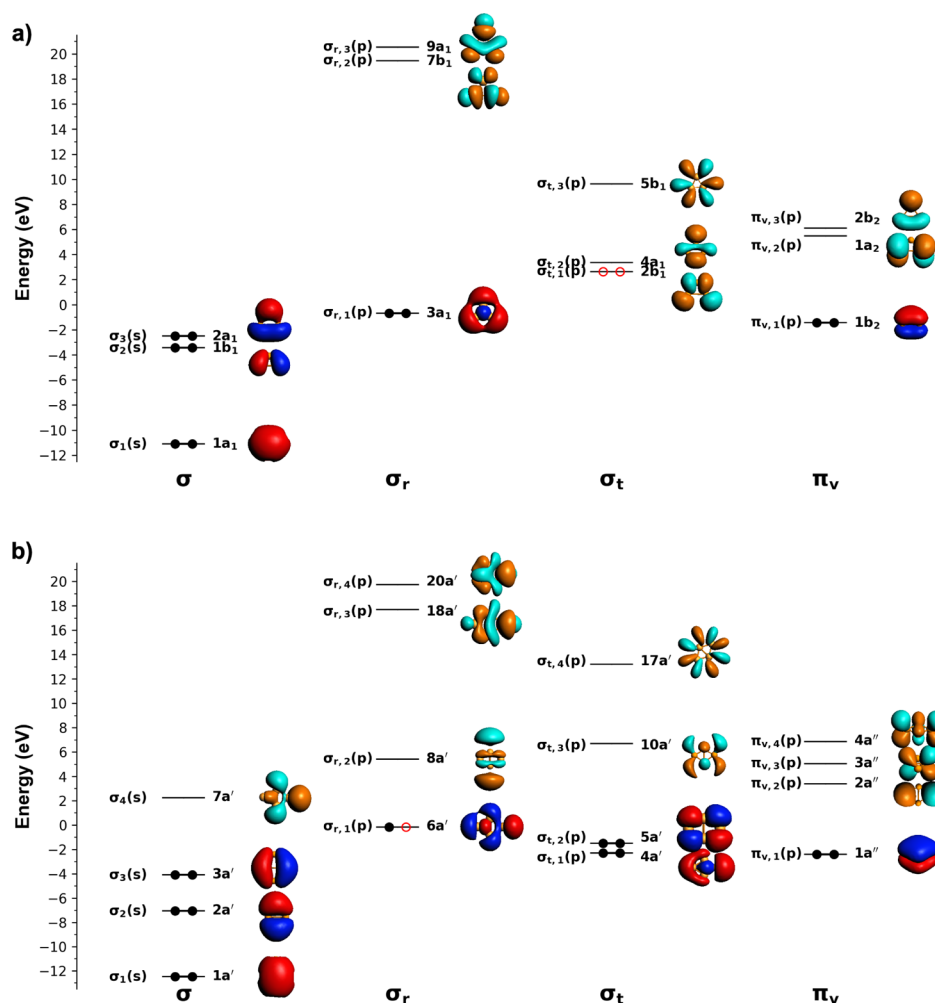 a)
Energy (eV)
20
18
16
14
12
10
8
6
4
2
0
−2
−4
−6
−8
−10
−12
σ₃(s) 2a₁
σ₂(s) 1b₁
σ₁(s) 1a₁
σr,₃(p) 9a₁
σr,₂(p) 7b₁
σr,₁(p) 3a₁
σt,₃(p) 5b₁
σt,₂(p) 4a₁
σt,₁(p) 2b₁
πv,₃(p) 2b₂
πv,₂(p) 1a₂
πv,₁(p) 1b₂
σ σr σt πv
b)
Energy (eV)
20
18
16
14
12
10
8
6
4
2
0
−2
−4
−6
−8
−10
−12
σ₄(s) 7a′
σ₃(s) 3a′
σ₂(s) 2a′
σ₁(s) 1a′
σr,₄(p) 20a′
σr,₃(p) 18a′
σr,₂(p) 8a′
σr,₁(p) 6a′
σt,₄(p) 17a′
σt,₃(p) 10a′
σt,₂(p) 5a′
σt,₁(p) 4a′
πv,₄(p) 4a″
πv,₃(p) 3a″
πv,₂(p) 2a″
πv,₁(p) 1a″
σ σr σt πv